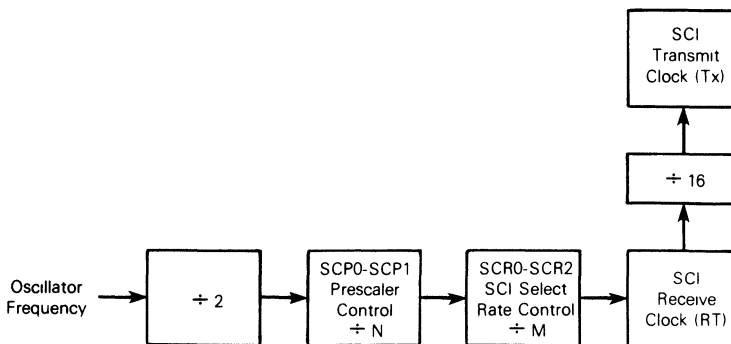 SCI
Transmit
Clock (Tx)
÷ 16
Oscillator
Frequency
÷ 2
SCP0-SCP1
Prescaler
Control
÷ N
SCR0-SCR2
SCI Select
Rate Control
÷ M
SCI
Receive
Clock (RT)